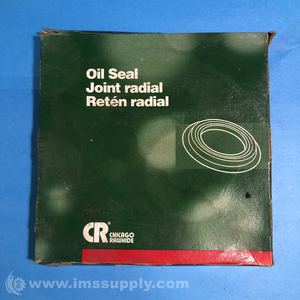 Oil Seal
Joint radial
Retén radial
CR® CHICAGO
RAWHIDE
www.imssupply.com